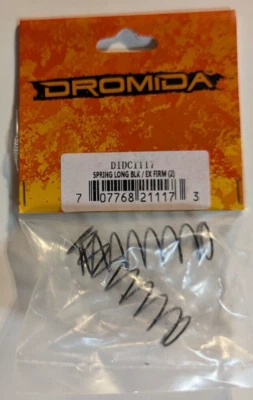 DROMIDA
DIDC1117
SPRING LONG BLK / EX FIRM (2)
7 07768 21117 3